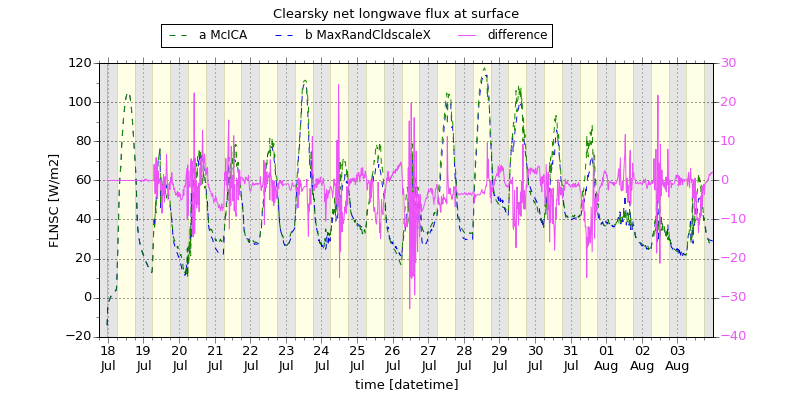 Clearsky net longwave flux at surface
a McICA b MaxRandCldscaleX difference
120 30
100 20
80 10
60 0
40 −10
20 −20
0 −30
−20 −40
FLNSC [W/m2]
18 19 20 21 22 23 24 25 26 27 28 29 30 31 01 02 03
Jul Jul Jul Jul Jul Jul Jul Jul Jul Jul Jul Jul Jul Jul Aug Aug Aug
time [datetime]